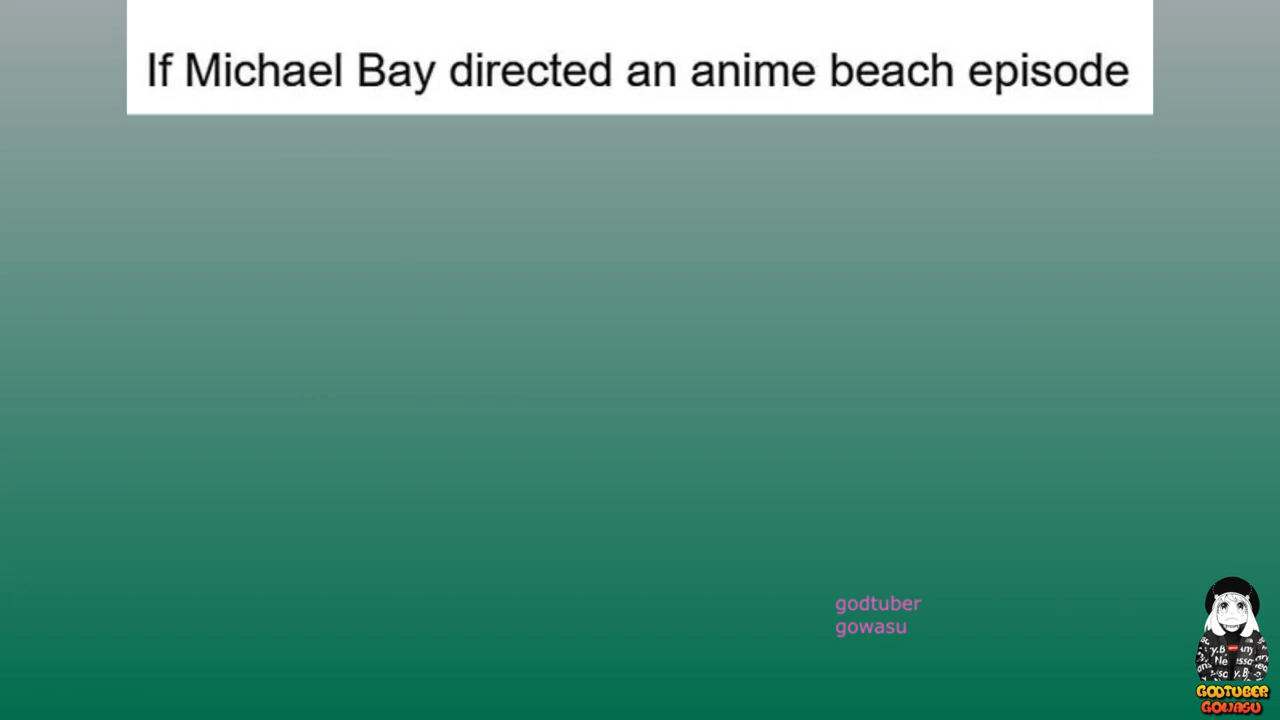 If Michael Bay directed an anime beach episode
godtuber
gowasu
GODTUBER
GOWASU